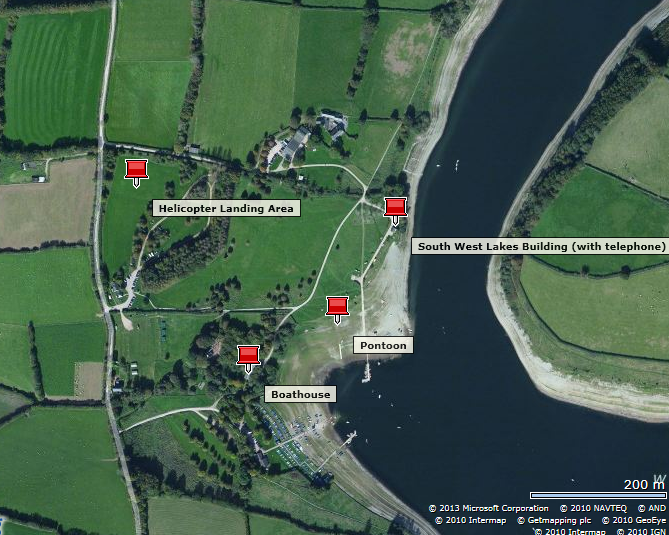 Helicopter Landing Area
South West Lakes Building (with telephone)
Pontoon
Boathouse
200 m
© 2013 Microsoft Corporation © 2010 NAVTEQ © AND
© 2010 Intermap © Getmapping plc © 2010 GeoEye
© 2010 Intermap © 2010 IGN